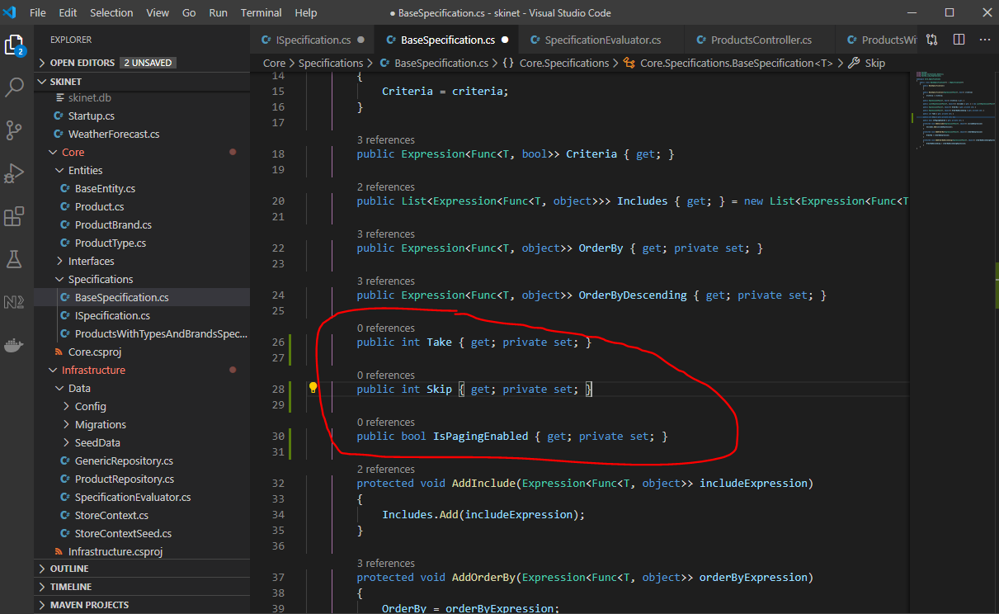 File Edit Selection View Go Run Terminal Help ● BaseSpecification.cs - skinet - Visual Studio Code
EXPLORER
ISpecification.cs BaseSpecification.cs SpecificationEvaluator.cs ProductsController.cs ProductsWi
2
OPEN EDITORS 2 UNSAVED
Core > Specifications > BaseSpecification.cs > {} Core.Specifications > Core.Specifications.BaseSpecification<T> > Skip
SKINET
skinet.db
Startup.cs
WeatherForecast.cs
Core
Entities
BaseEntity.cs
Product.cs
ProductBrand.cs
ProductType.cs
Interfaces
Specifications
BaseSpecification.cs
ISpecification.cs
ProductsWithTypesAndBrandsSpec...
Core.csproj
Infrastructure
Data
Config
Migrations
SeedData
GenericRepository.cs
ProductRepository.cs
SpecificationEvaluator.cs
StoreContext.cs
StoreContextSeed.cs
Infrastructure.csproj
OUTLINE
TIMELINE
MAVEN PROJECTS
14 {
15 Criteria = criteria;
16 }
17
3 references
18 public Expression<Func<T, bool>> Criteria { get; }
19
2 references
20 public List<Expression<Func<T, object>>> Includes { get; } = new List<Expression<Func<T
21
3 references
22 public Expression<Func<T, object>> OrderBy { get; private set; }
23
3 references
24 public Expression<Func<T, object>> OrderByDescending { get; private set; }
25
0 references
26 public int Take { get; private set; }
27
0 references
28 public int Skip { get; private set; }
29
0 references
30 public bool IsPagingEnabled { get; private set; }
31
2 references
32 protected void AddInclude(Expression<Func<T, object>> includeExpression)
33 {
34 Includes.Add(includeExpression);
35 }
36
3 references
37 protected void AddOrderBy(Expression<Func<T, object>> orderByExpression)
38 {
39 OrderBy = orderByExpression;